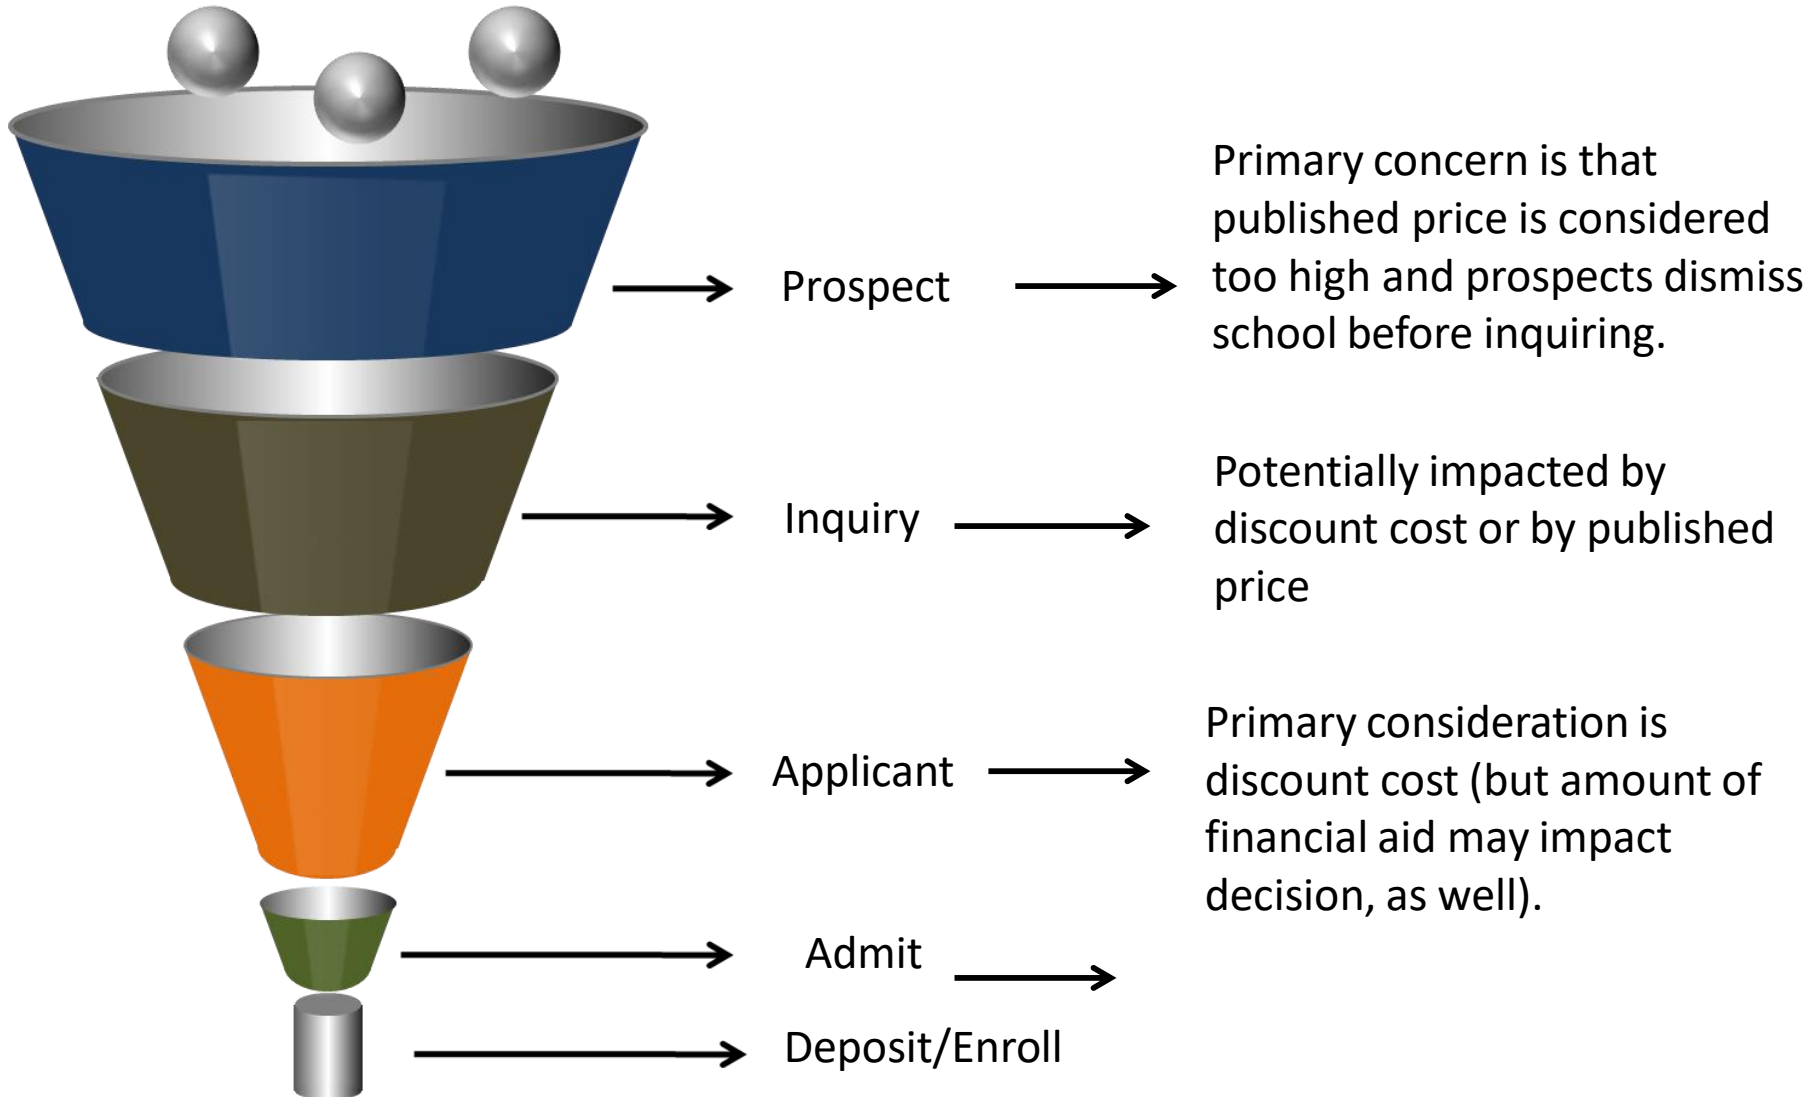 Prospect
Primary concern is that
published price is considered
too high and prospects dismiss
school before inquiring.
Inquiry
Potentially impacted by
discount cost or by published
price
Applicant
Primary consideration is
discount cost (but amount of
financial aid may impact
decision, as well).
Admit
Deposit/Enroll